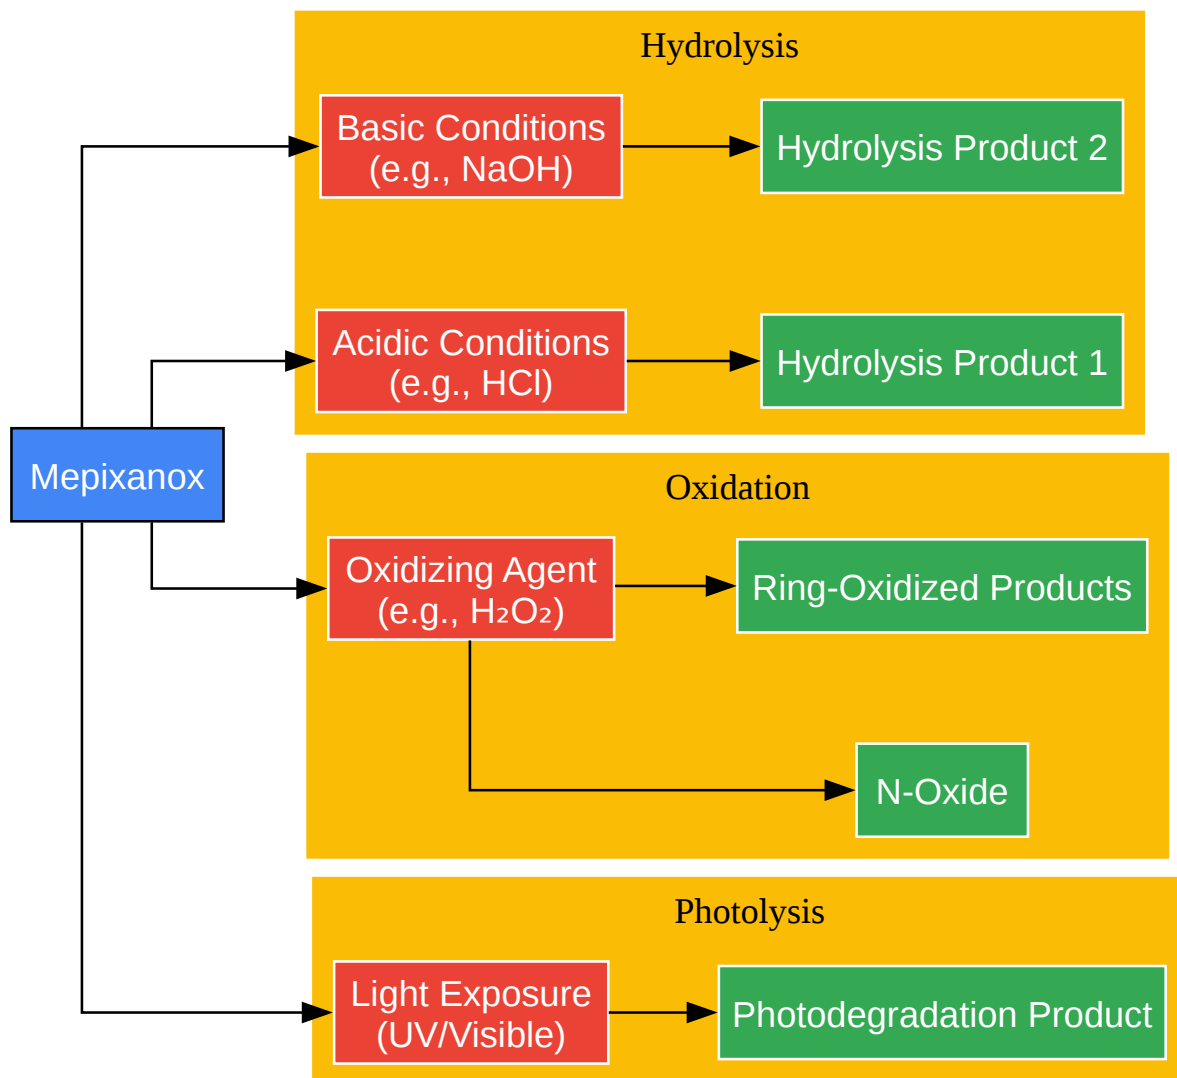 Hydrolysis
Basic Conditions
(e.g., NaOH)
Hydrolysis Product 2
Acidic Conditions
(e.g., HCl)
Hydrolysis Product 1
Mepixanox
Oxidation
Oxidizing Agent
(e.g., H₂O₂)
Ring-Oxidized Products
N-Oxide
Photolysis
Light Exposure
(UV/Visible)
Photodegradation Product